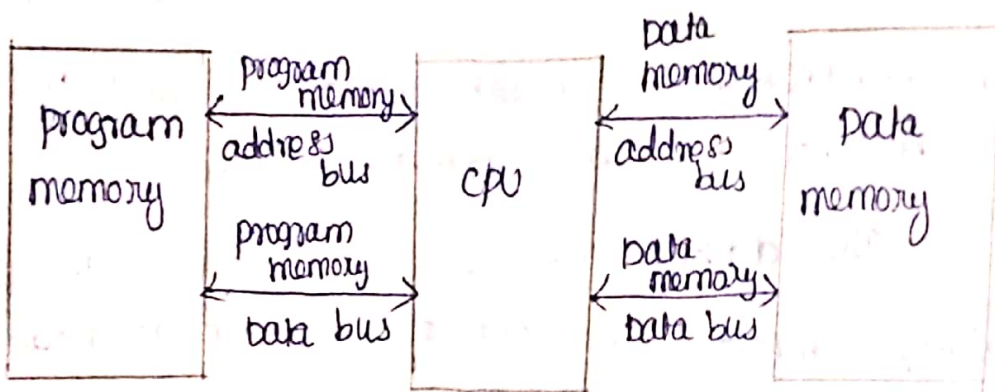 program
memory
program
memory
address
bus
program
memory
Data bus
CPU
Data
memory
address
bus
Data
memory
Data bus
Data
memory